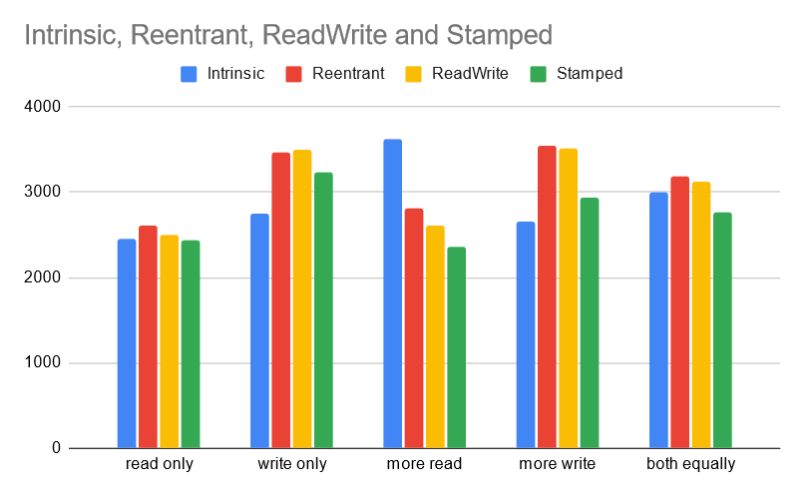 Intrinsic, Reentrant, ReadWrite and Stamped
Intrinsic Reentrant ReadWrite Stamped
4000
3000
2000
1000
0
read only write only more read more write both equally